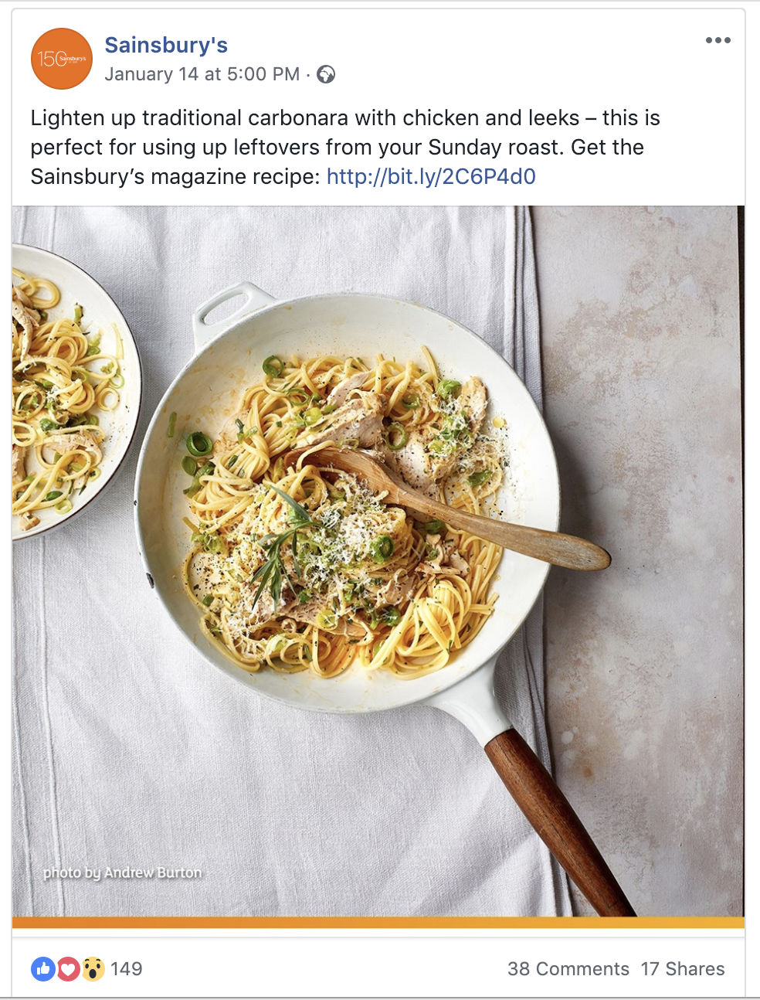 150 Sainsbury's
Sainsbury's
January 14 at 5:00 PM ·
Lighten up traditional carbonara with chicken and leeks – this is
perfect for using up leftovers from your Sunday roast. Get the
Sainsbury’s magazine recipe: http://bit.ly/2C6P4d0
photo by Andrew Burton
149
38 Comments 17 Shares